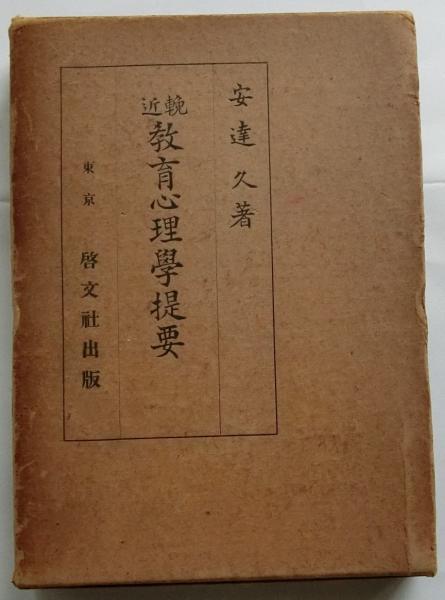 安達久著
輓近教育心理學提要
東京 啓文社出版